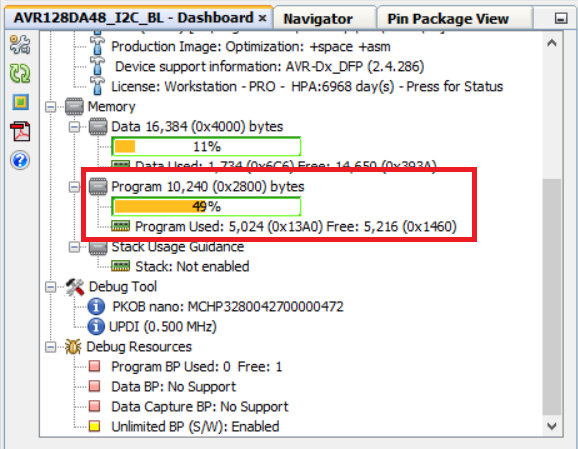 AVR128DA48_I2C_BL - Dashboard × Navigator Pin Package View
Production Image: Optimization: +space +asm
Device support information: AVR-Dx_DFP (2.4.286)
License: Workstation - PRO - HPA:6968 day(s) - Press for Status
Memory
Data 16,384 (0x4000) bytes
11%
Data Used: 1,734 (0x6C6) Free: 14,650 (0x393A)
Program 10,240 (0x2800) bytes
49%
Program Used: 5,024 (0x13A0) Free: 5,216 (0x1460)
Stack Usage Guidance
Stack: Not enabled
Debug Tool
PKOB nano: MCHP3280042700000472
UPDI (0.500 MHz)
Debug Resources
Program BP Used: 0 Free: 1
Data BP: No Support
Data Capture BP: No Support
Unlimited BP (S/W): Enabled